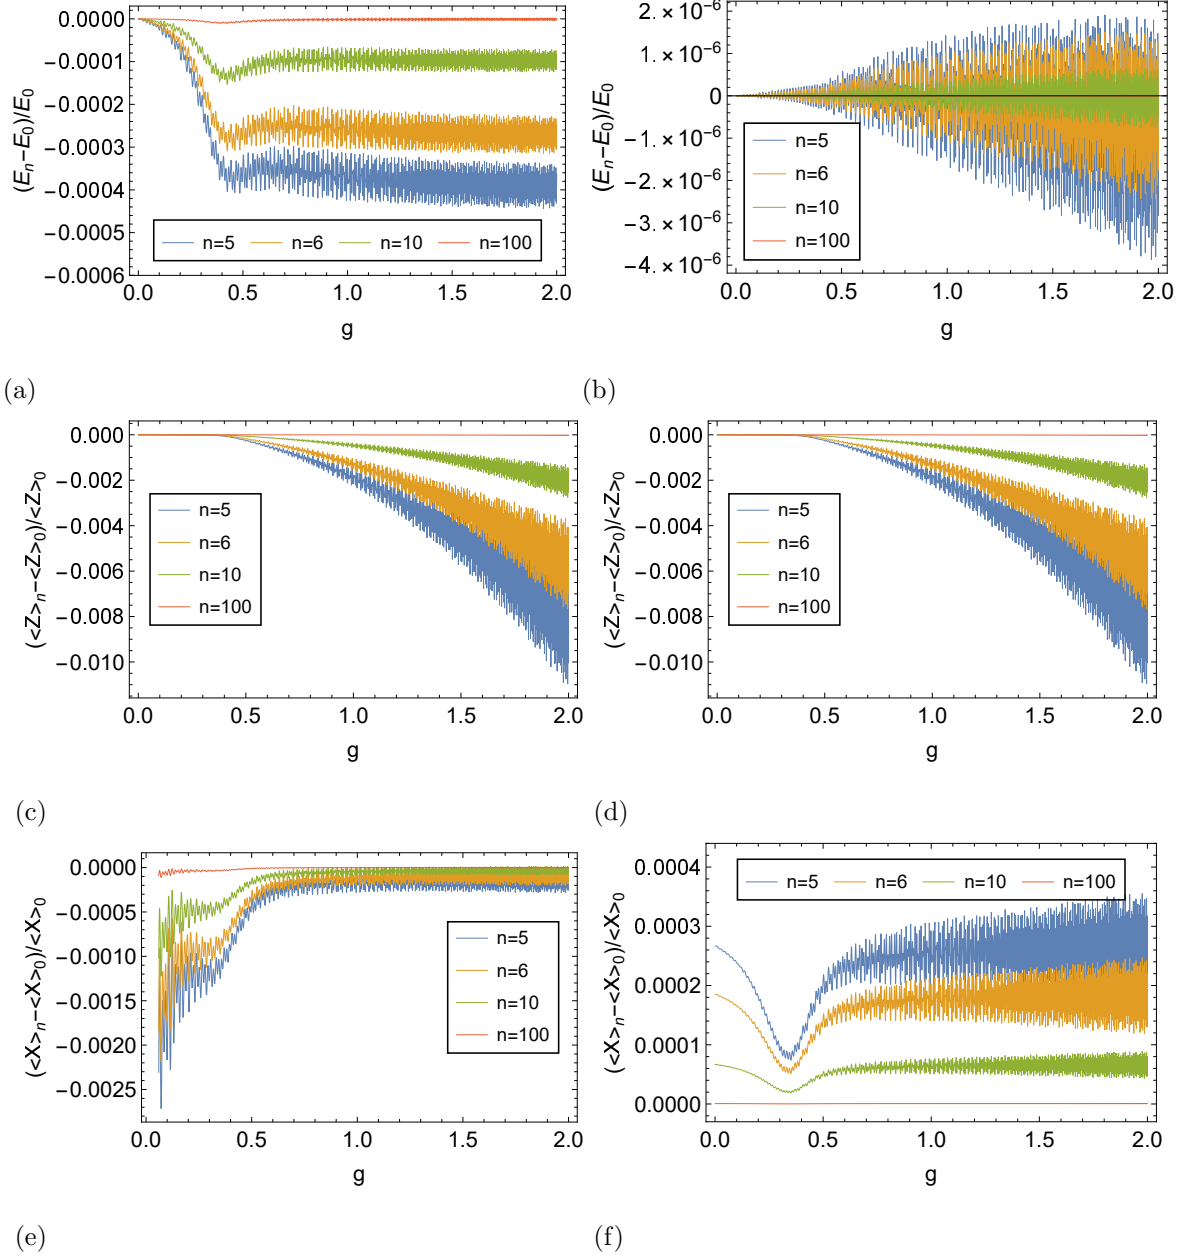 0.0000
−0.0001
−0.0002
−0.0003
−0.0004
−0.0005
−0.0006
(E_n−E_0)/E_0
n=5 n=6 n=10 n=100
0.0 0.5 1.0 1.5 2.0
g
(a)
2.×10^−6
1.×10^−6
0
−1.×10^−6
−2.×10^−6
−3.×10^−6
−4.×10^−6
(E_n−E_0)/E_0
n=5
n=6
n=10
n=100
0.0 0.5 1.0 1.5 2.0
g
(b)
0.000
−0.002
−0.004
−0.006
−0.008
−0.010
(<Z>_n−<Z>_0)/<Z>_0
n=5
n=6
n=10
n=100
0.0 0.5 1.0 1.5 2.0
g
(c)
0.000
−0.002
−0.004
−0.006
−0.008
−0.010
(<Z>_n−<Z>_0)/<Z>_0
n=5
n=6
n=10
n=100
0.0 0.5 1.0 1.5 2.0
g
(d)
0.0000
−0.0005
−0.0010
−0.0015
−0.0020
−0.0025
(<X>_n−<X>_0)/<X>_0
n=5
n=6
n=10
n=100
0.0 0.5 1.0 1.5 2.0
g
(e)
0.0004
0.0003
0.0002
0.0001
0.0000
(<X>_n−<X>_0)/<X>_0
n=5 n=6 n=10 n=100
0.0 0.5 1.0 1.5 2.0
g
(f)